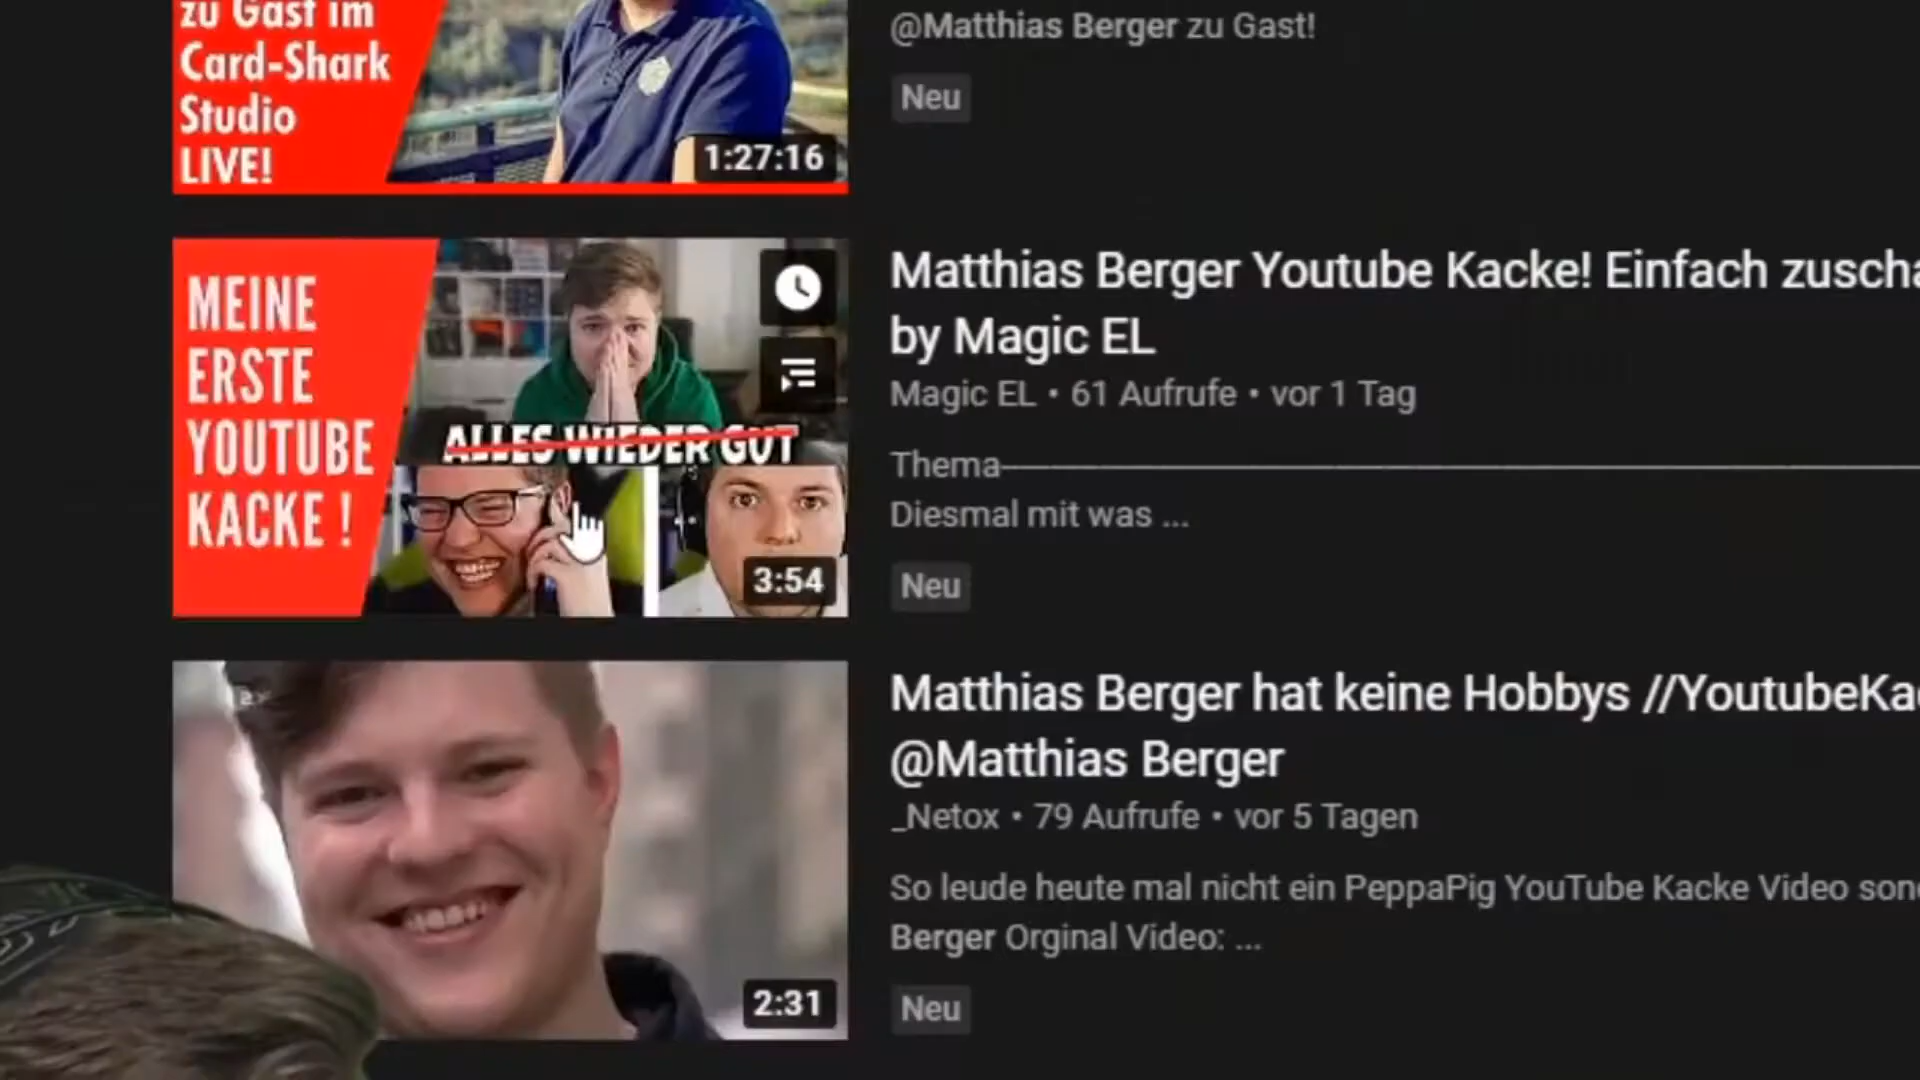 zu Gast im
Card-Shark
Studio
LIVE!
1:27:16
@Matthias Berger zu Gast!
Neu
MEINE
ERSTE
YOUTUBE
KACKE !
ALLES WIEDER GUT
3:54
Matthias Berger Youtube Kacke! Einfach
by Magic EL
Magic EL • 61 Aufrufe • vor 1 Tag
Thema
Diesmal mit was ...
Neu
2:31
Matthias Berger hat keine Hobbys
@Matthias Berger
_Netox • 79 Aufrufe • vor 5 Tagen
So leude heute mal nicht ein PeppaPig YouTube Kacke Video
Berger Orginal Video: ...
Neu